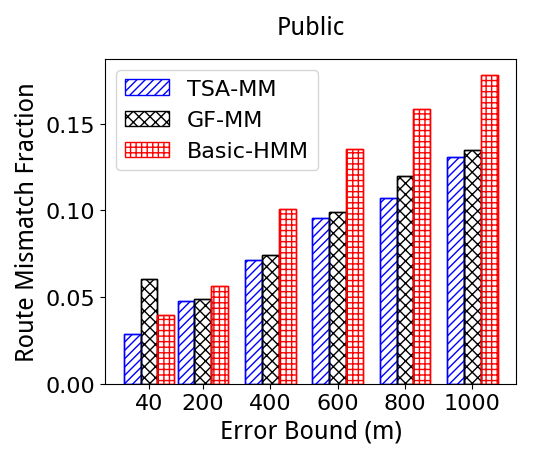 Public
Route Mismatch Fraction
0.15
0.10
0.05
0.00
TSA-MM
GF-MM
Basic-HMM
40 200 400 600 800 1000
Error Bound (m)